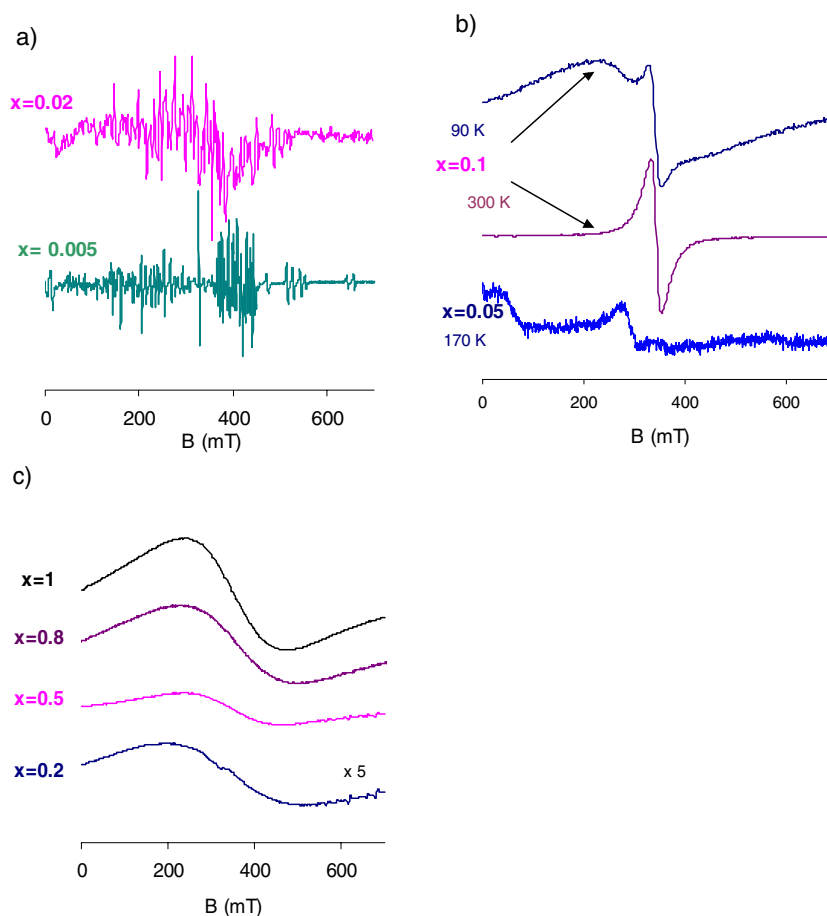 a)
x=0.02
x= 0.005
0 200 400 600
B (mT)
b)
90 K
x=0.1
300 K
x=0.05
170 K
0 200 400 600
B (mT)
c)
x=1
x=0.8
x=0.5
x=0.2
x 5
0 200 400 600
B (mT)